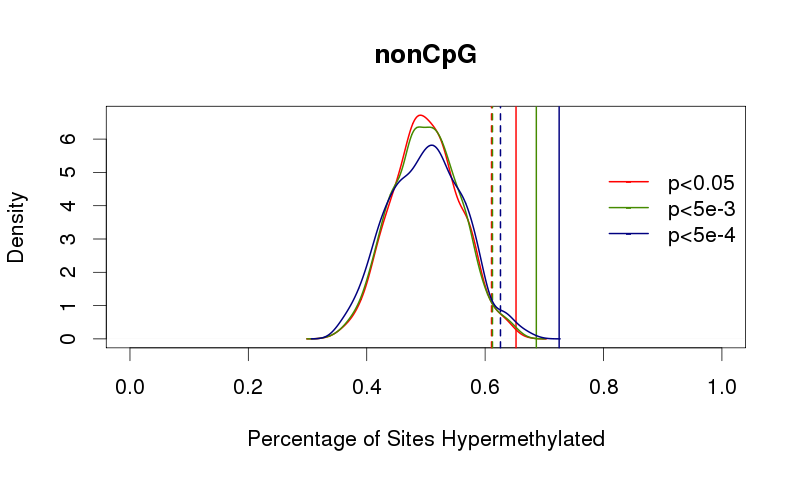 nonCpG
Density
6
5
4
3
2
1
0
p<0.05
p<5e-3
p<5e-4
0.0 0.2 0.4 0.6 0.8 1.0
Percentage of Sites Hypermethylated